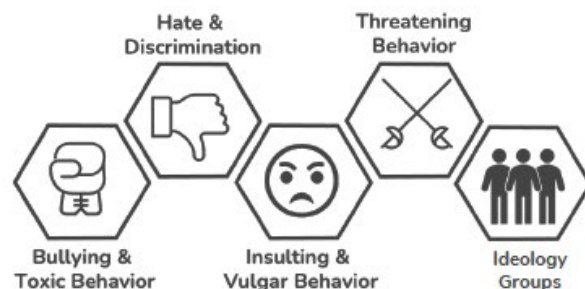 Hate &
Discrimination
Threatening
Behavior
Bullying &
Toxic Behavior
Insulting &
Vulgar Behavior
Ideology
Groups